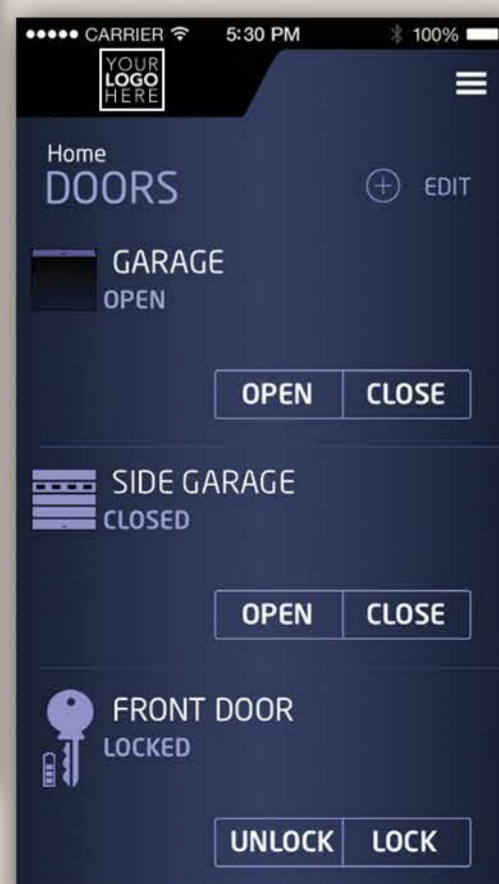 CARRIER 5:30 PM 100%
YOUR
LOGO
HERE
Home
DOORS
EDIT
GARAGE
OPEN
OPEN CLOSE
SIDE GARAGE
CLOSED
OPEN CLOSE
FRONT DOOR
LOCKED
UNLOCK LOCK